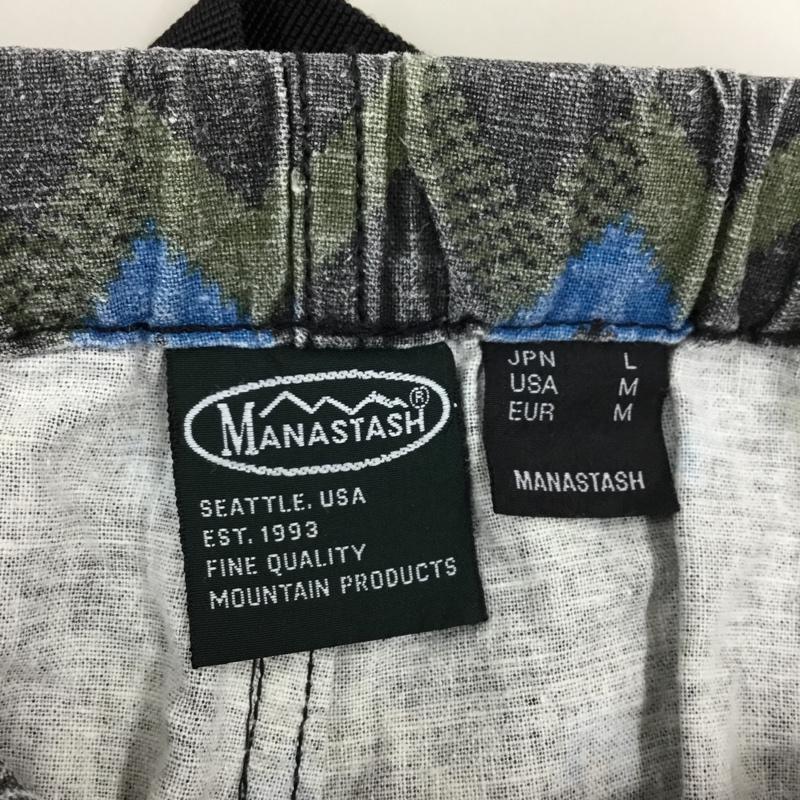 MANASTASH®
SEATTLE, USA
EST. 1993
FINE QUALITY
MOUNTAIN PRODUCTS
JPN L
USA M
EUR M
MANASTASH